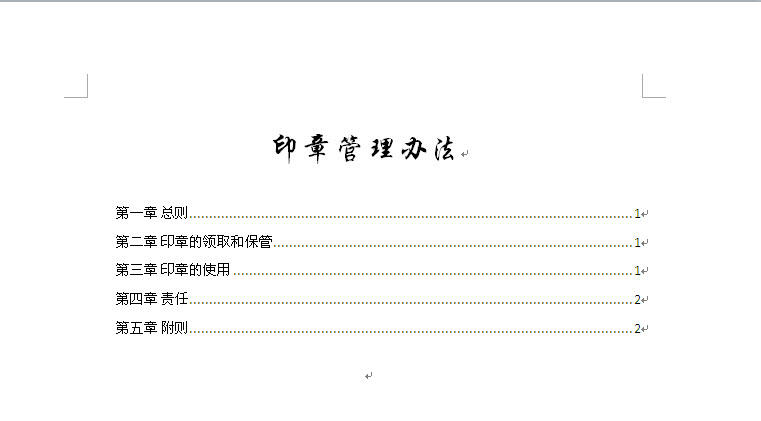 印章管理办法
第一章 总则........................................1
第二章 印章的领取和保管........................................1
第三章 印章的使用........................................1
第四章 责任........................................2
第五章 附则........................................2